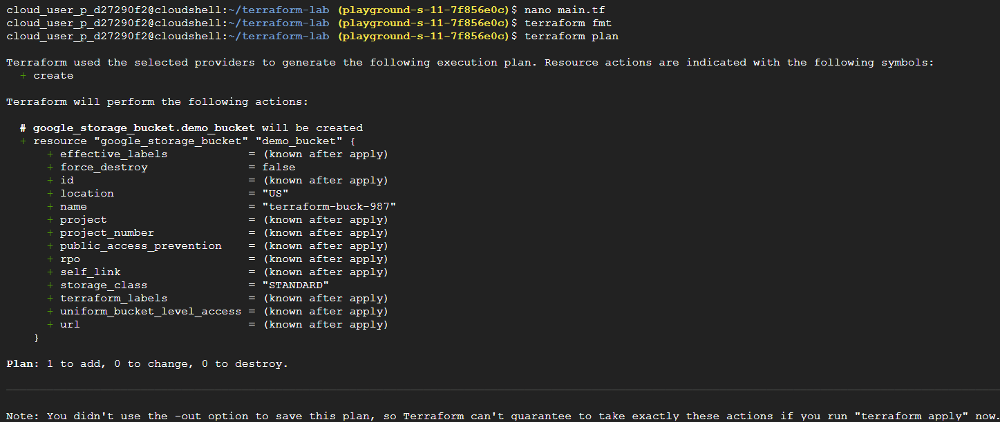 cloud_user_p_d27290f2@cloudshell:~/terraform-lab (playground-s-11-7f856e0c)$ nano main.tf
cloud_user_p_d27290f2@cloudshell:~/terraform-lab (playground-s-11-7f856e0c)$ terraform fmt
cloud_user_p_d27290f2@cloudshell:~/terraform-lab (playground-s-11-7f856e0c)$ terraform plan
Terraform used the selected providers to generate the following execution plan. Resource actions are indicated with the following symbols:
+ create
Terraform will perform the following actions:
# google_storage_bucket.demo_bucket will be created
+ resource "google_storage_bucket" "demo_bucket" {
+ effective_labels = (known after apply)
+ force_destroy = false
+ id = (known after apply)
+ location = "US"
+ name = "terraform-buck-987"
+ project = (known after apply)
+ project_number = (known after apply)
+ public_access_prevention = (known after apply)
+ rpo = (known after apply)
+ self_link = (known after apply)
+ storage_class = "STANDARD"
+ terraform_labels = (known after apply)
+ uniform_bucket_level_access = (known after apply)
+ url = (known after apply)
}
Plan: 1 to add, 0 to change, 0 to destroy.
Note: You didn't use the -out option to save this plan, so Terraform can't guarantee to take exactly these actions if you run "terraform apply" now.